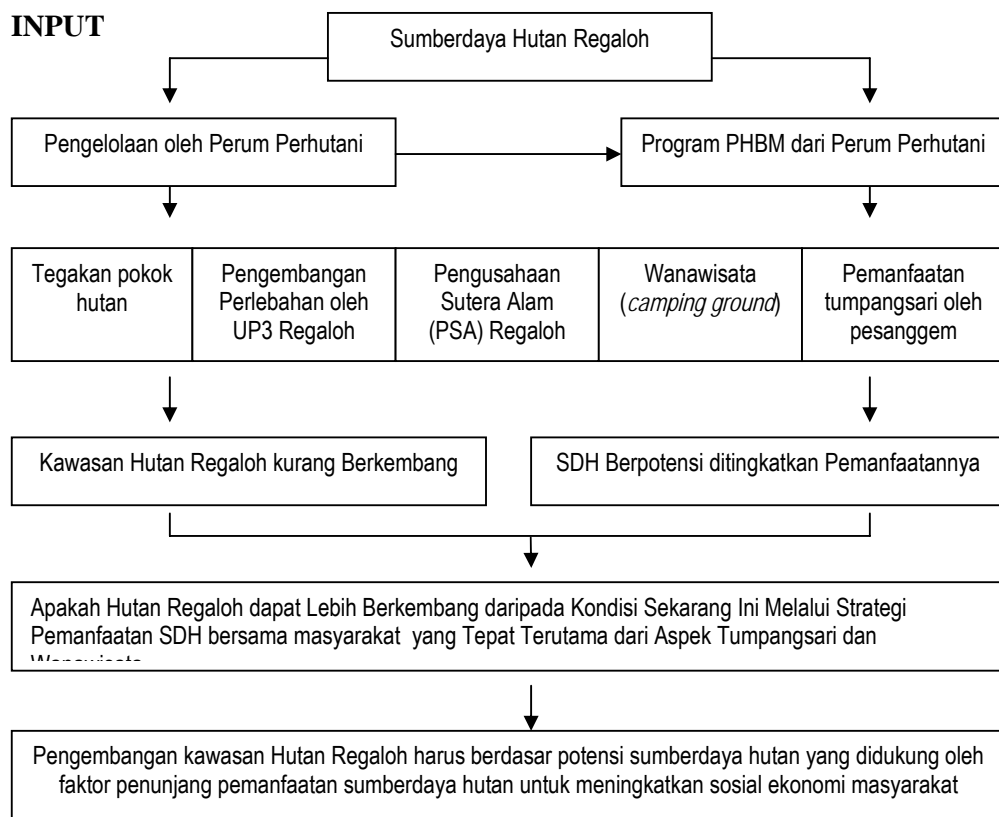 INPUT
Sumberdaya Hutan Regaloh
Pengelolaan oleh Perum Perhutani
Program PHBM dari Perum Perhutani
Tegakan pokok
hutan
Pengembangan
Perlebahan oleh
UP3 Regaloh
Pengusahaan
Sutera Alam
(PSA) Regaloh
Wanawisata
(camping ground)
Pemanfaatan
tumpangsari oleh
pesanggem
Kawasan Hutan Regaloh kurang Berkembang
SDH Berpotensi ditingkatkan Pemanfaatannya
Apakah Hutan Regaloh dapat Lebih Berkembang daripada Kondisi Sekarang Ini Melalui Strategi
Pemanfaatan SDH bersama masyarakat yang Tepat Terutama dari Aspek Tumpangsari dan
Pengembangan kawasan Hutan Regaloh harus berdasar potensi sumberdaya hutan yang didukung oleh
faktor penunjang pemanfaatan sumberdaya hutan untuk meningkatkan sosial ekonomi masyarakat